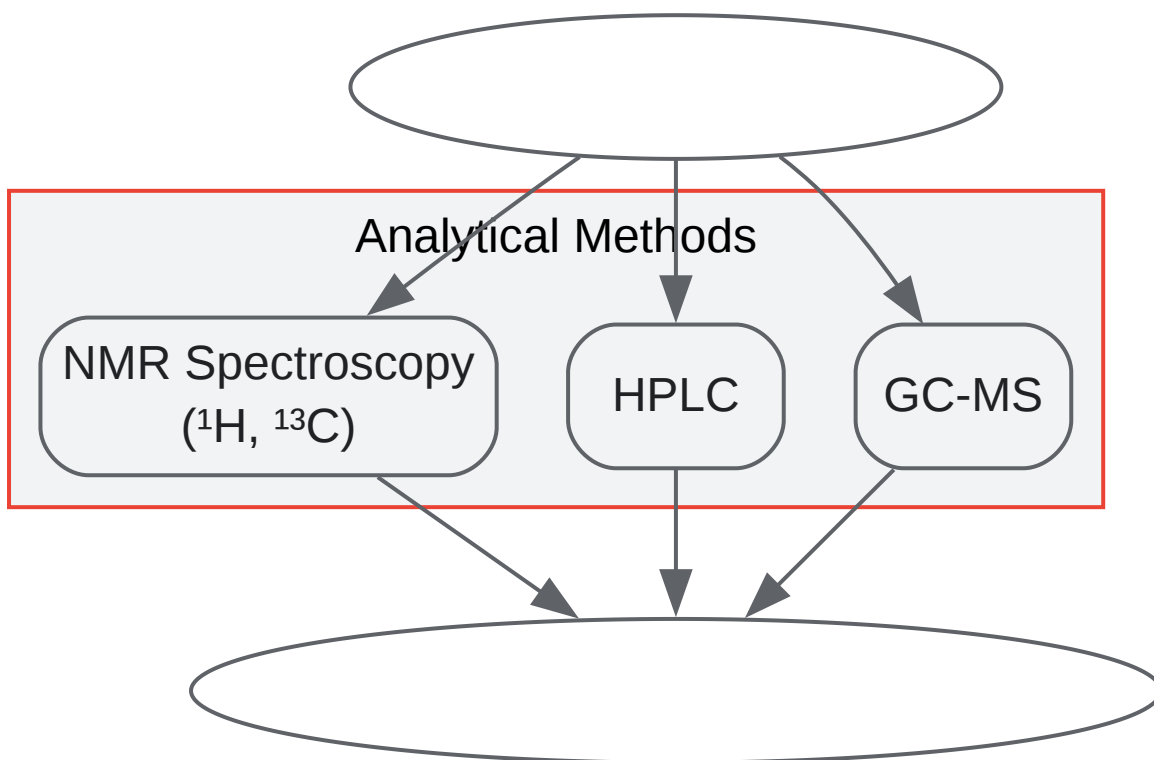 Analytical Methods
NMR Spectroscopy
(¹H, ¹³C)
HPLC
GC-MS